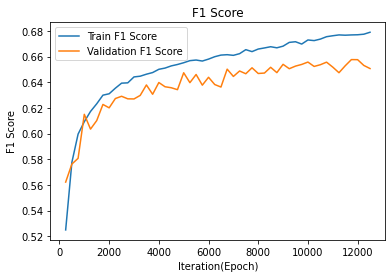 F1 Score
Train F1 Score
Validation F1 Score
0.68
0.66
0.64
0.62
0.60
0.58
0.56
0.54
0.52
F1 Score
0 2000 4000 6000 8000 10000 12000
Iteration(Epoch)